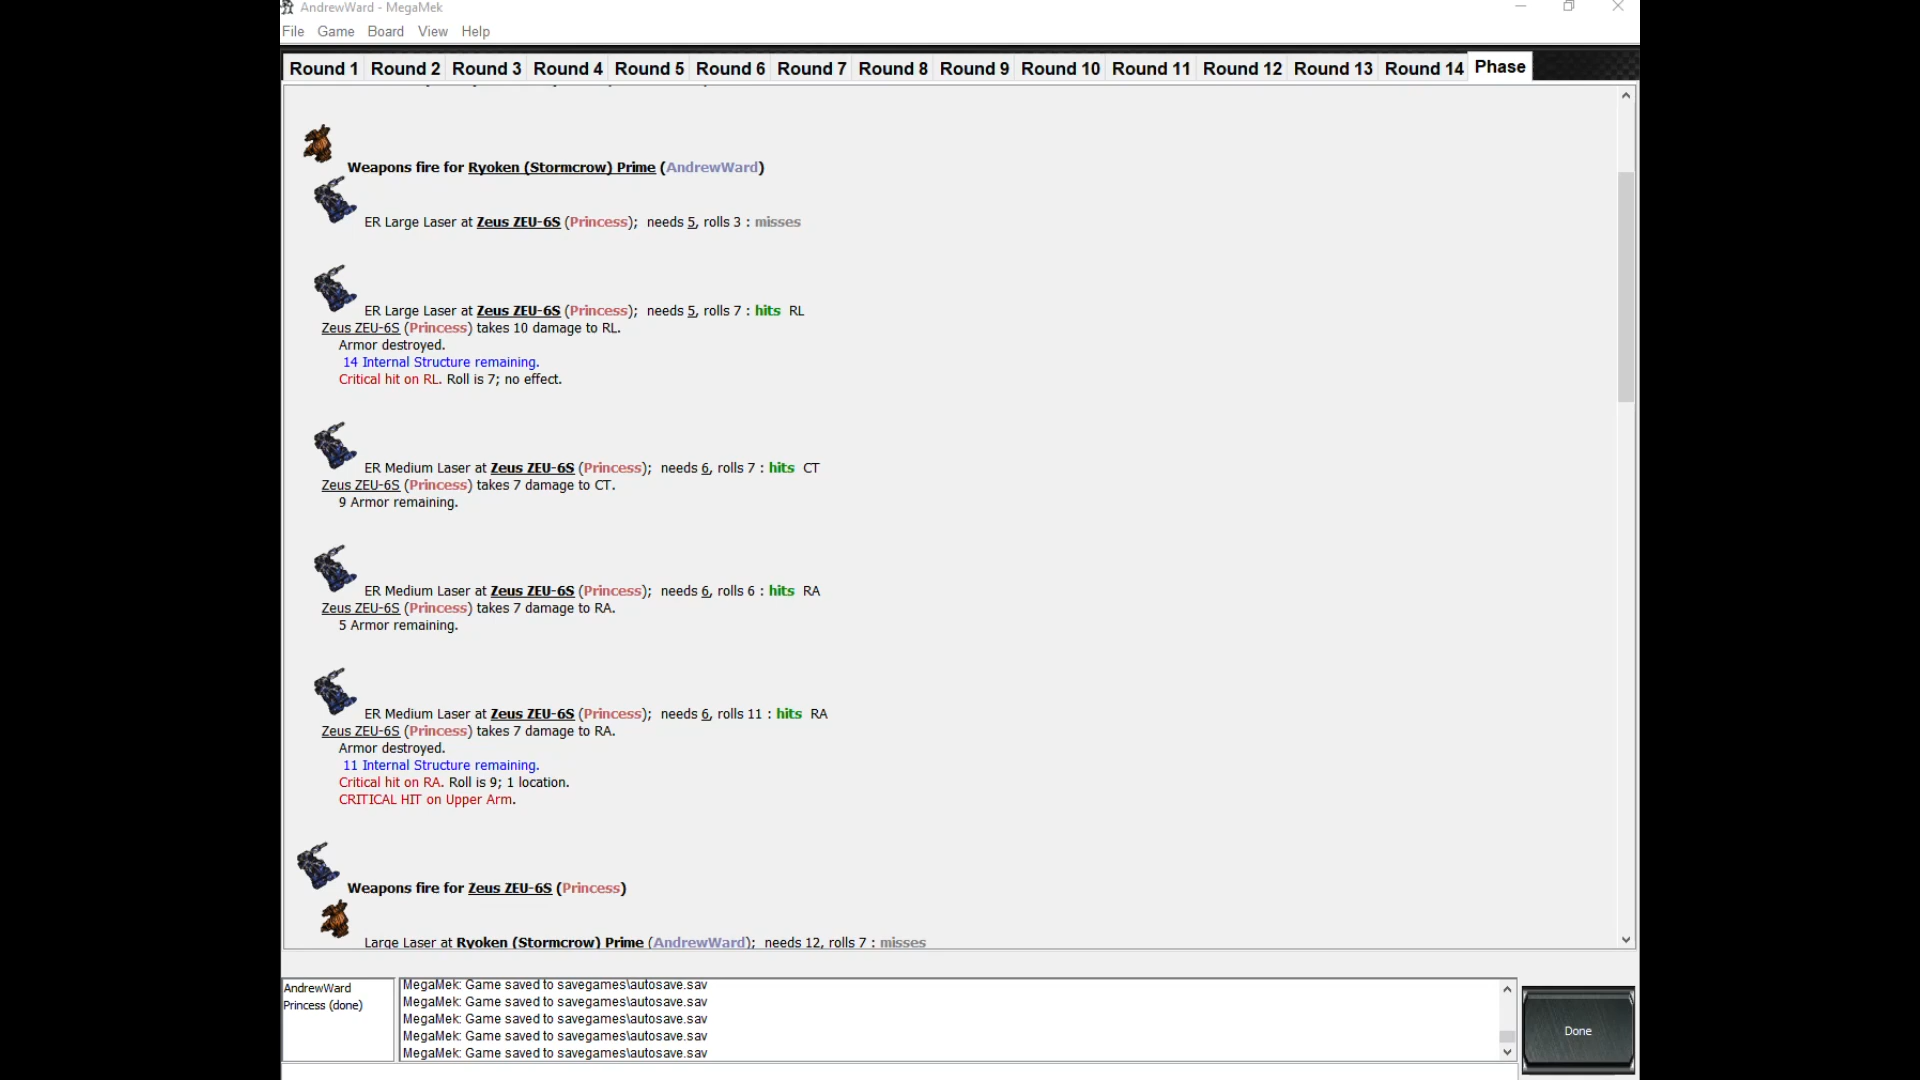 AndrewWard - MegaMek
File Game Board View Help
Round 1 Round 2 Round 3 Round 4 Round 5 Round 6 Round 7 Round 8 Round 9 Round 10 Round 11 Round 12 Round 13 Round 14 Phase
Weapons fire for Ryoken (Stormcrow) Prime (AndrewWard)
ER Large Laser at Zeus ZEU-6S (Princess); needs 5, rolls 3 : misses
ER Large Laser at Zeus ZEU-6S (Princess); needs 5, rolls 7 : hits RL
Zeus ZEU-6S (Princess) takes 10 damage to RL.
Armor destroyed.
14 Internal Structure remaining.
Critical hit on RL. Roll is 7; no effect.
ER Medium Laser at Zeus ZEU-6S (Princess); needs 6, rolls 7 : hits CT
Zeus ZEU-6S (Princess) takes 7 damage to CT.
9 Armor remaining.
ER Medium Laser at Zeus ZEU-6S (Princess); needs 6, rolls 6 : hits RA
Zeus ZEU-6S (Princess) takes 7 damage to RA.
5 Armor remaining.
ER Medium Laser at Zeus ZEU-6S (Princess); needs 6, rolls 11 : hits RA
Zeus ZEU-6S (Princess) takes 7 damage to RA.
Armor destroyed.
11 Internal Structure remaining.
Critical hit on RA. Roll is 9; 1 location.
CRITICAL HIT on Upper Arm.
Weapons fire for Zeus ZEU-6S (Princess)
Large Laser at Ryoken (Stormcrow) Prime (AndrewWard); needs 12, rolls 7 : misses
AndrewWard
Princess (done)
MegaMek: Game saved to savegames\autosave.sav
MegaMek: Game saved to savegames\autosave.sav
MegaMek: Game saved to savegames\autosave.sav
MegaMek: Game saved to savegames\autosave.sav
MegaMek: Game saved to savegames\autosave.sav
Done